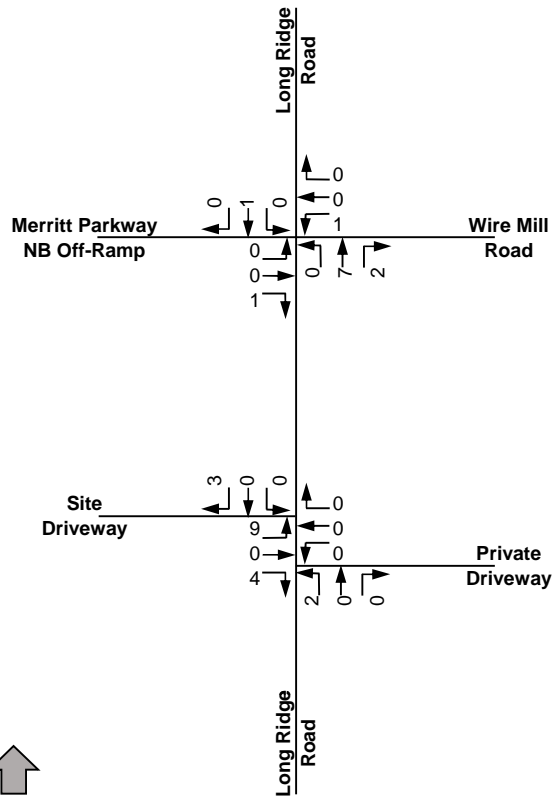 Long Ridge
Road
0
0
1
0 1 0
Merritt Parkway
NB Off-Ramp
Wire Mill
Road
0
0
1
0 7 2
3 0 0
Site
Driveway
0
0
0
9
0
4
Private
Driveway
2 0 0
Long Ridge
Road